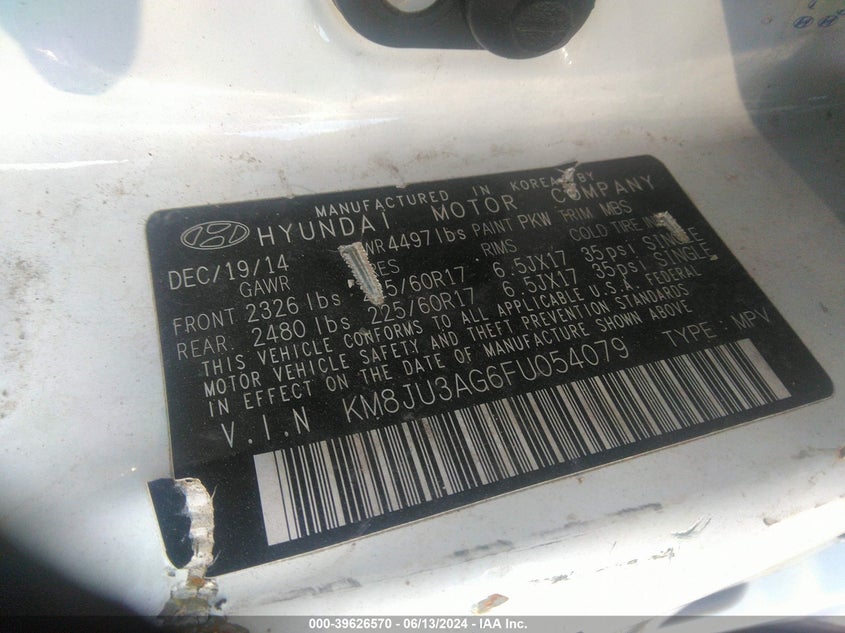 MANUFACTURED IN KOREA BY
HYUNDAI MOTOR COMPANY
DEC/19/14 4497 lbs PAINT PKW TRIM MBS
GAWR RIMS COLD TIRE
FRONT 2326 lbs /60R17 6.5JX17 35psi SINGLE
REAR. 2480 lbs 225/60R17 6.5JX17 35psi SINGLE
THIS VEHICLE CONFORMS TO ALL APPLICABLE U.S.A. FEDERAL
MOTOR VEHICLE SAFETY AND THEFT PREVENTION STANDARDS
IN EFFECT ON THE DATE OF MANUFACTURE SHOWN ABOVE
V.I.N KM8JU3AG6FU054079 TYPE : MPV
000-39626570 - 06/13/2024 - IAA Inc.